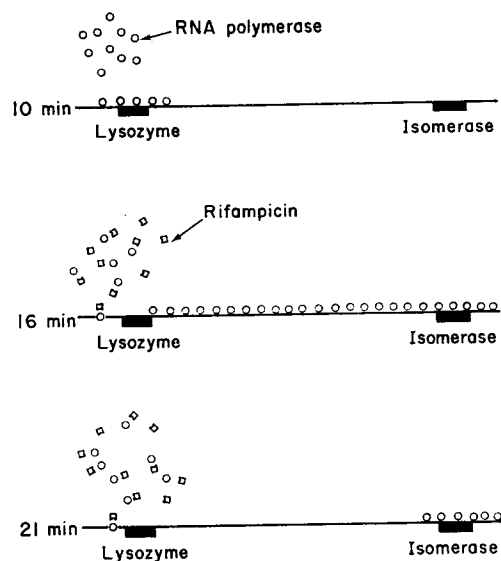 RNA polymerase
10 min
Lysozyme Isomerase
Rifampicin
16 min
Lysozyme Isomerase
21 min
Lysozyme Isomerase